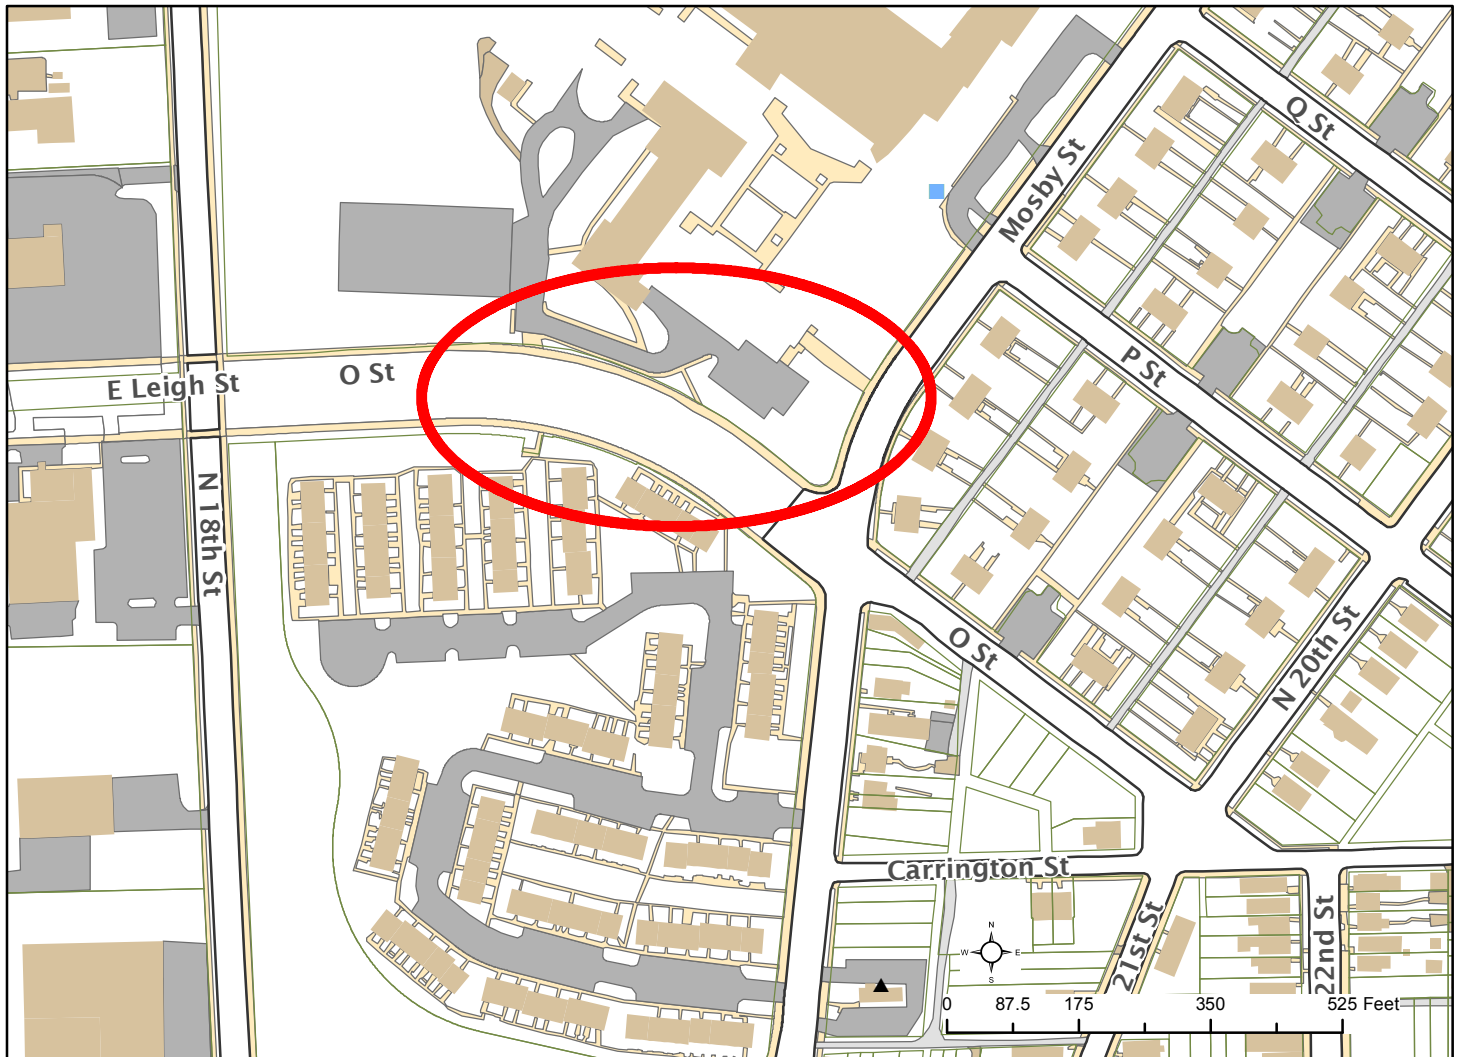 Q St
Mosby St
P St
E Leigh St
O St
N 18th St
O St
N 20th St
Carrington St
21st St
22nd St
N
W E
S
0 87.5 175 350 525 Feet